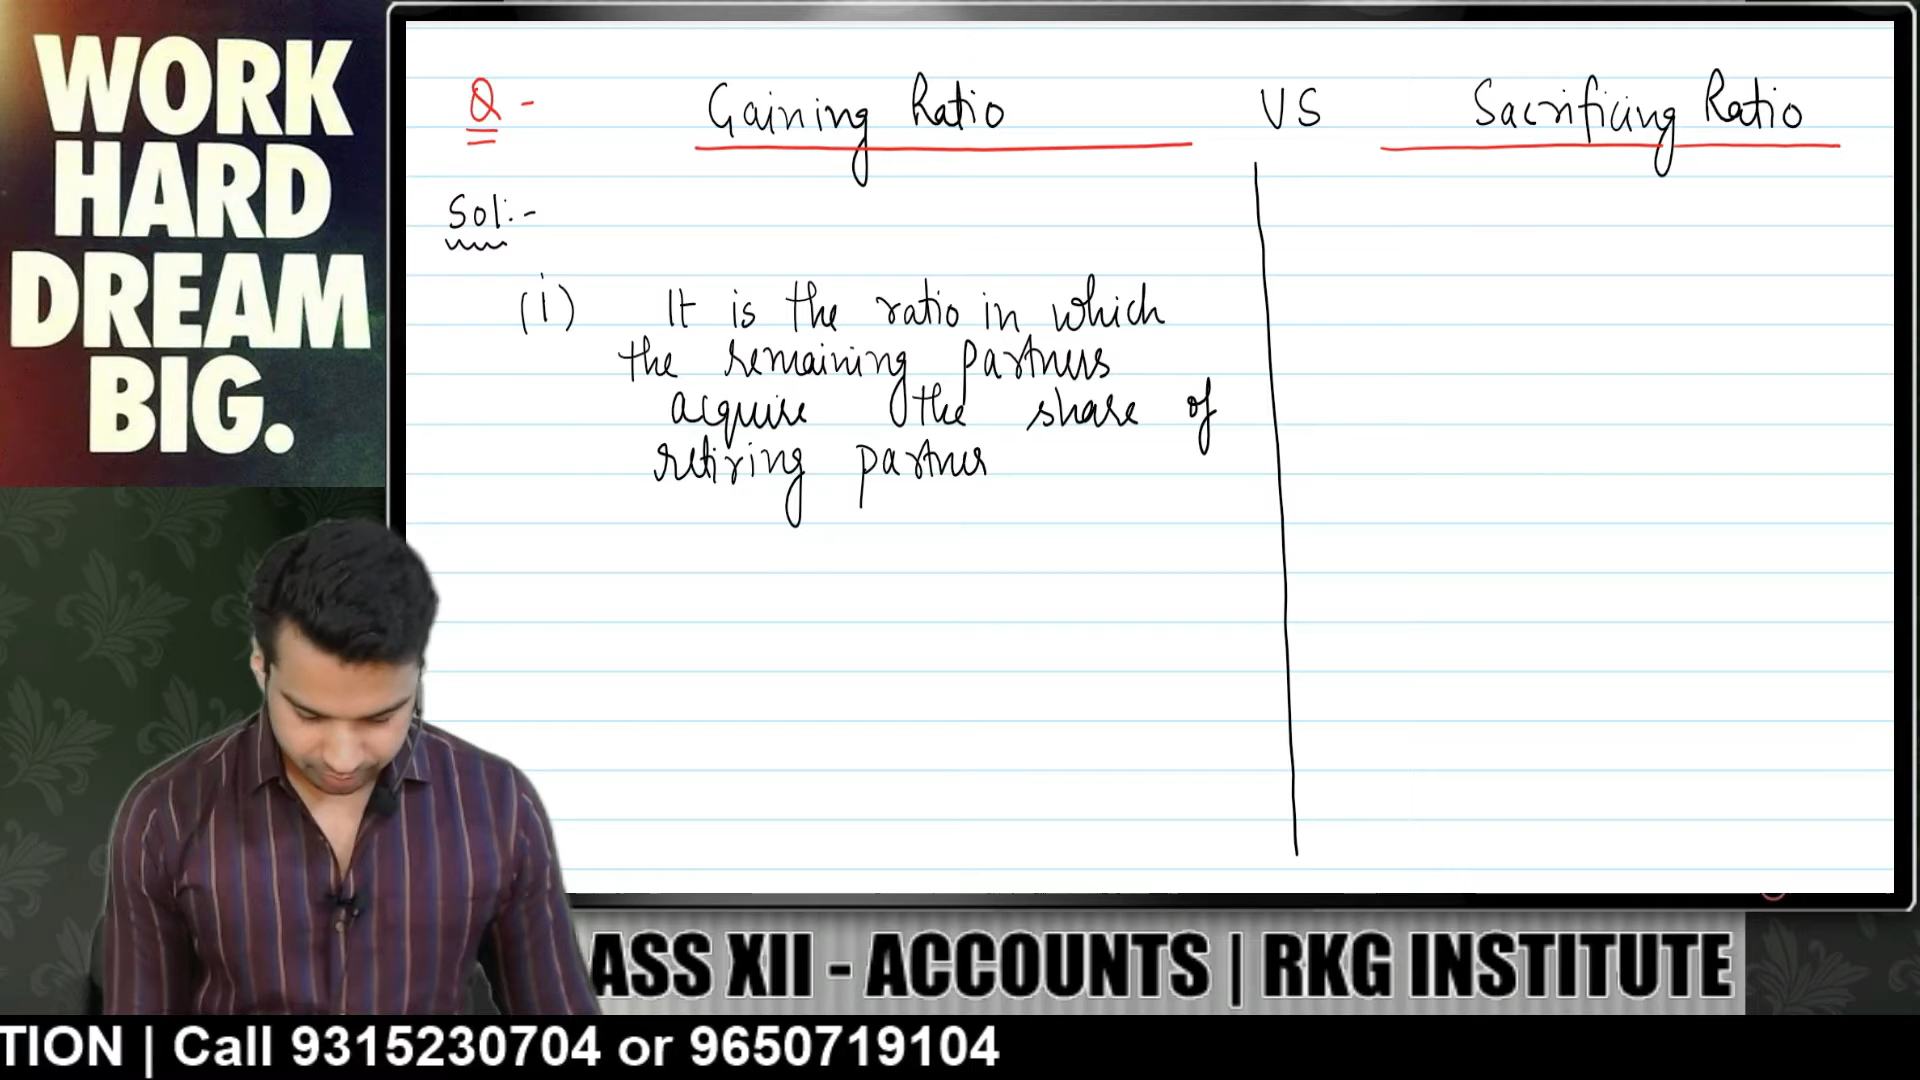 WORK
HARD
DREAM
BIG.
Q - Gaining Ratio VS Sacrificing Ratio
Sol:-
(i) It is the ratio in which
the remaining partners
acquire the share of
retiring partner
ASS XII - ACCOUNTS | RKG INSTITUTE
TION | Call 9315230704 or 9650719104